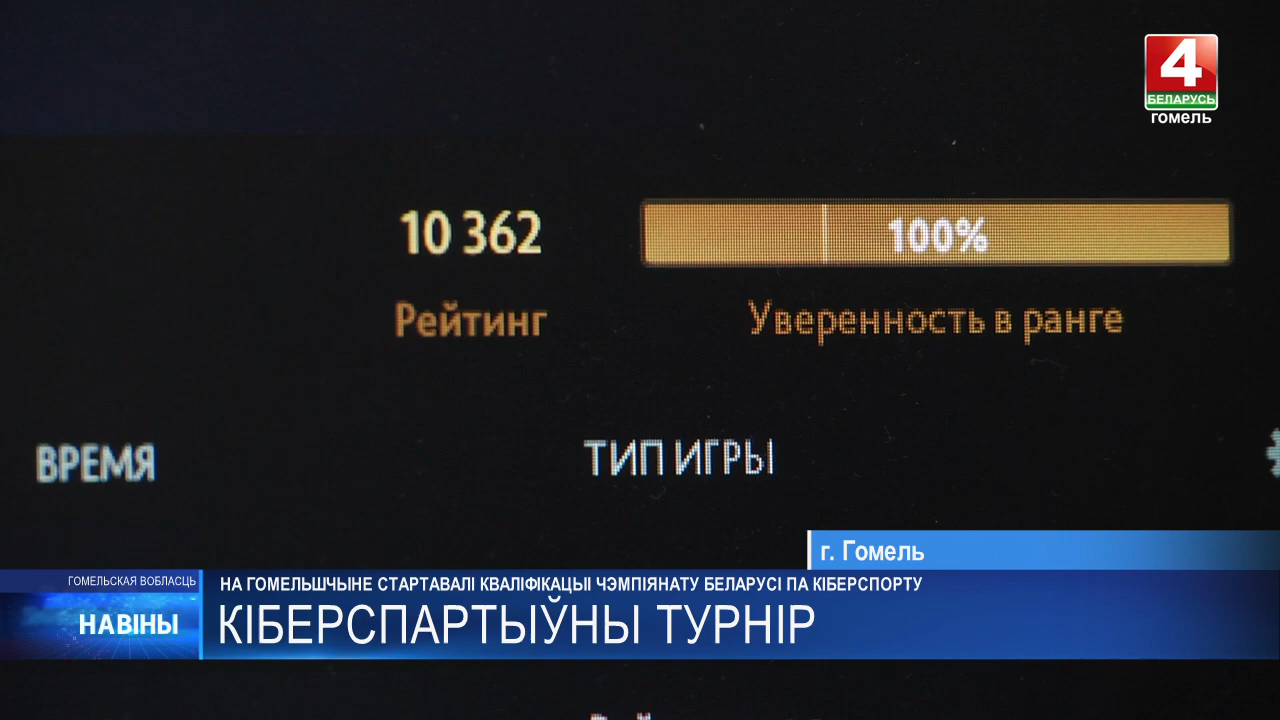 4
БЕЛАРУСЬ
гомель
10 362
100%
Рейтинг
Уверенность в ранге
ВРЕМЯ
ТИП ИГРЫ
г. Гомель
ГОМЕЛЬСКАЯ ВОБЛАСЦЬ
НА ГОМЕЛЬШЧЫНЕ СТАРТАВАЛІ КВАЛІФІКАЦЫІ ЧЭМПІЯНАТУ БЕЛАРУСІ ПА КІБЕРСПОРТУ
НАВІНЫ
КІБЕРСПАРТЫЎНЫ ТУРНІР